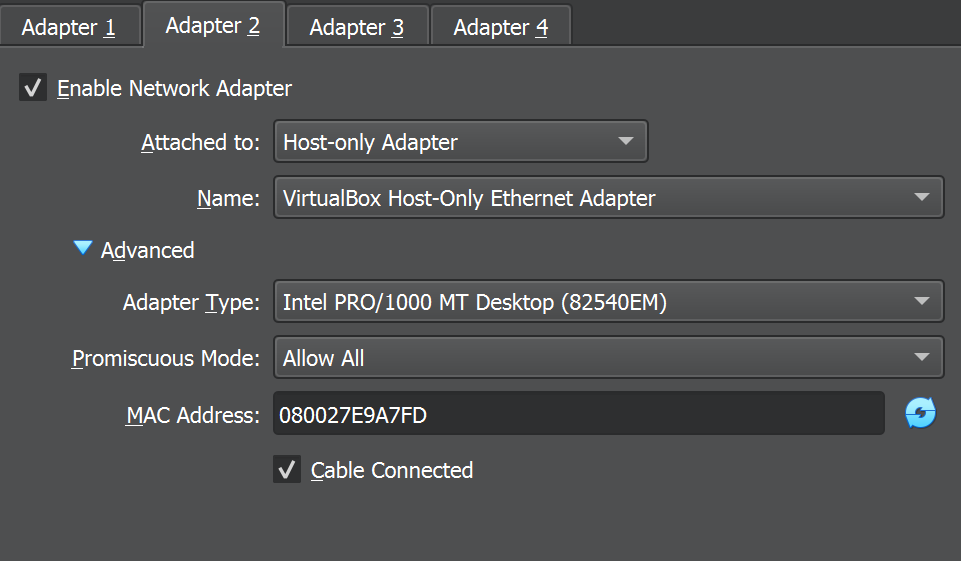 Adapter 1 Adapter 2 Adapter 3 Adapter 4
Enable Network Adapter
Attached to: Host-only Adapter
Name: VirtualBox Host-Only Ethernet Adapter
Advanced
Adapter Type: Intel PRO/1000 MT Desktop (82540EM)
Promiscuous Mode: Allow All
MAC Address: 080027E9A7FD
Cable Connected